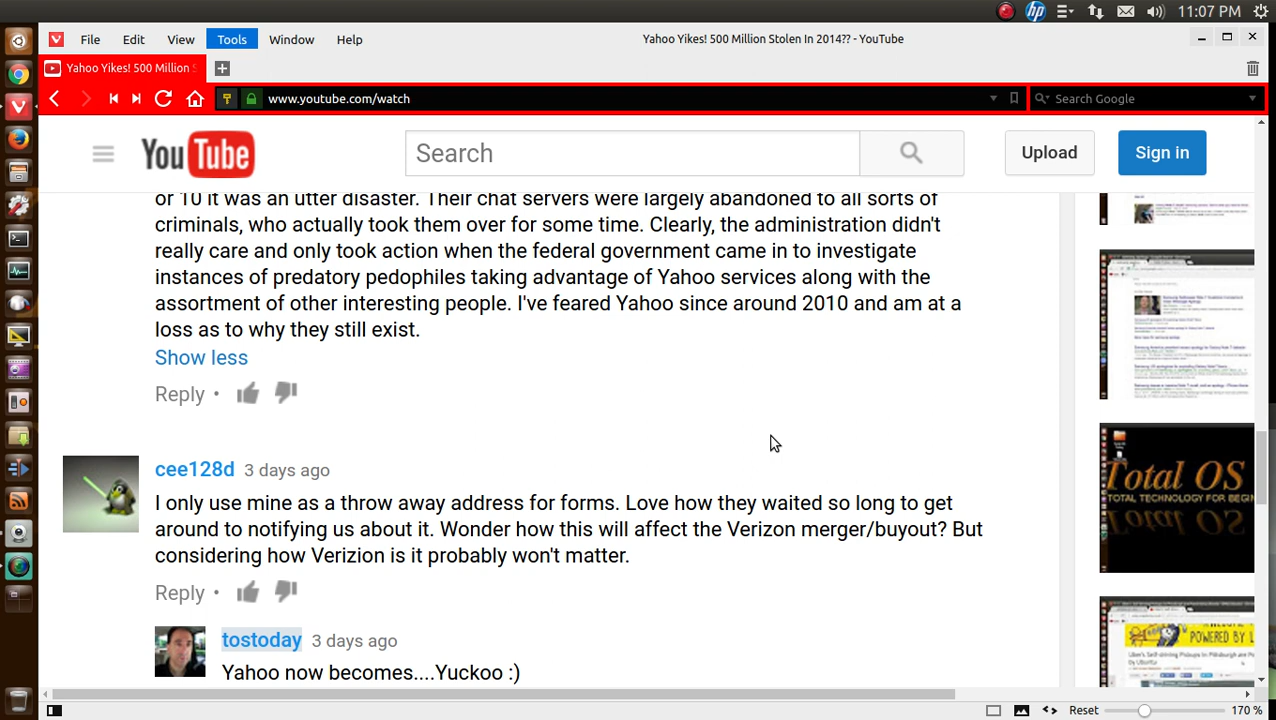 11:07 PM
File Edit View Tools Window Help
Yahoo Yikes! 500 Million Stolen In 2014?? - YouTube
Yahoo Yikes! 500 Million S
www.youtube.com/watch
Search Google
YouTube
Search
Upload
Sign in
or 10 it was an utter disaster. Their chat servers were largely abandoned to all sorts of
criminals, who actually took them over for some time. Clearly, the administration didn't
really care and only took action when the federal government came in to investigate
instances of predatory pedophiles taking advantage of Yahoo services along with the
assortment of other interesting people. I've feared Yahoo since around 2010 and am at a
loss as to why they still exist.
Show less
Reply •
cee128d 3 days ago
I only use mine as a throw away address for forms. Love how they waited so long to get
around to notifying us about it. Wonder how this will affect the Verizon merger/buyout? But
considering how Verizion is it probably won't matter.
Reply •
tostoday 3 days ago
Yahoo now becomes....Yuckoo :)
Total OS
TOTAL TECHNOLOGY FOR BEGIN
POWERED BY
Reset
170 %